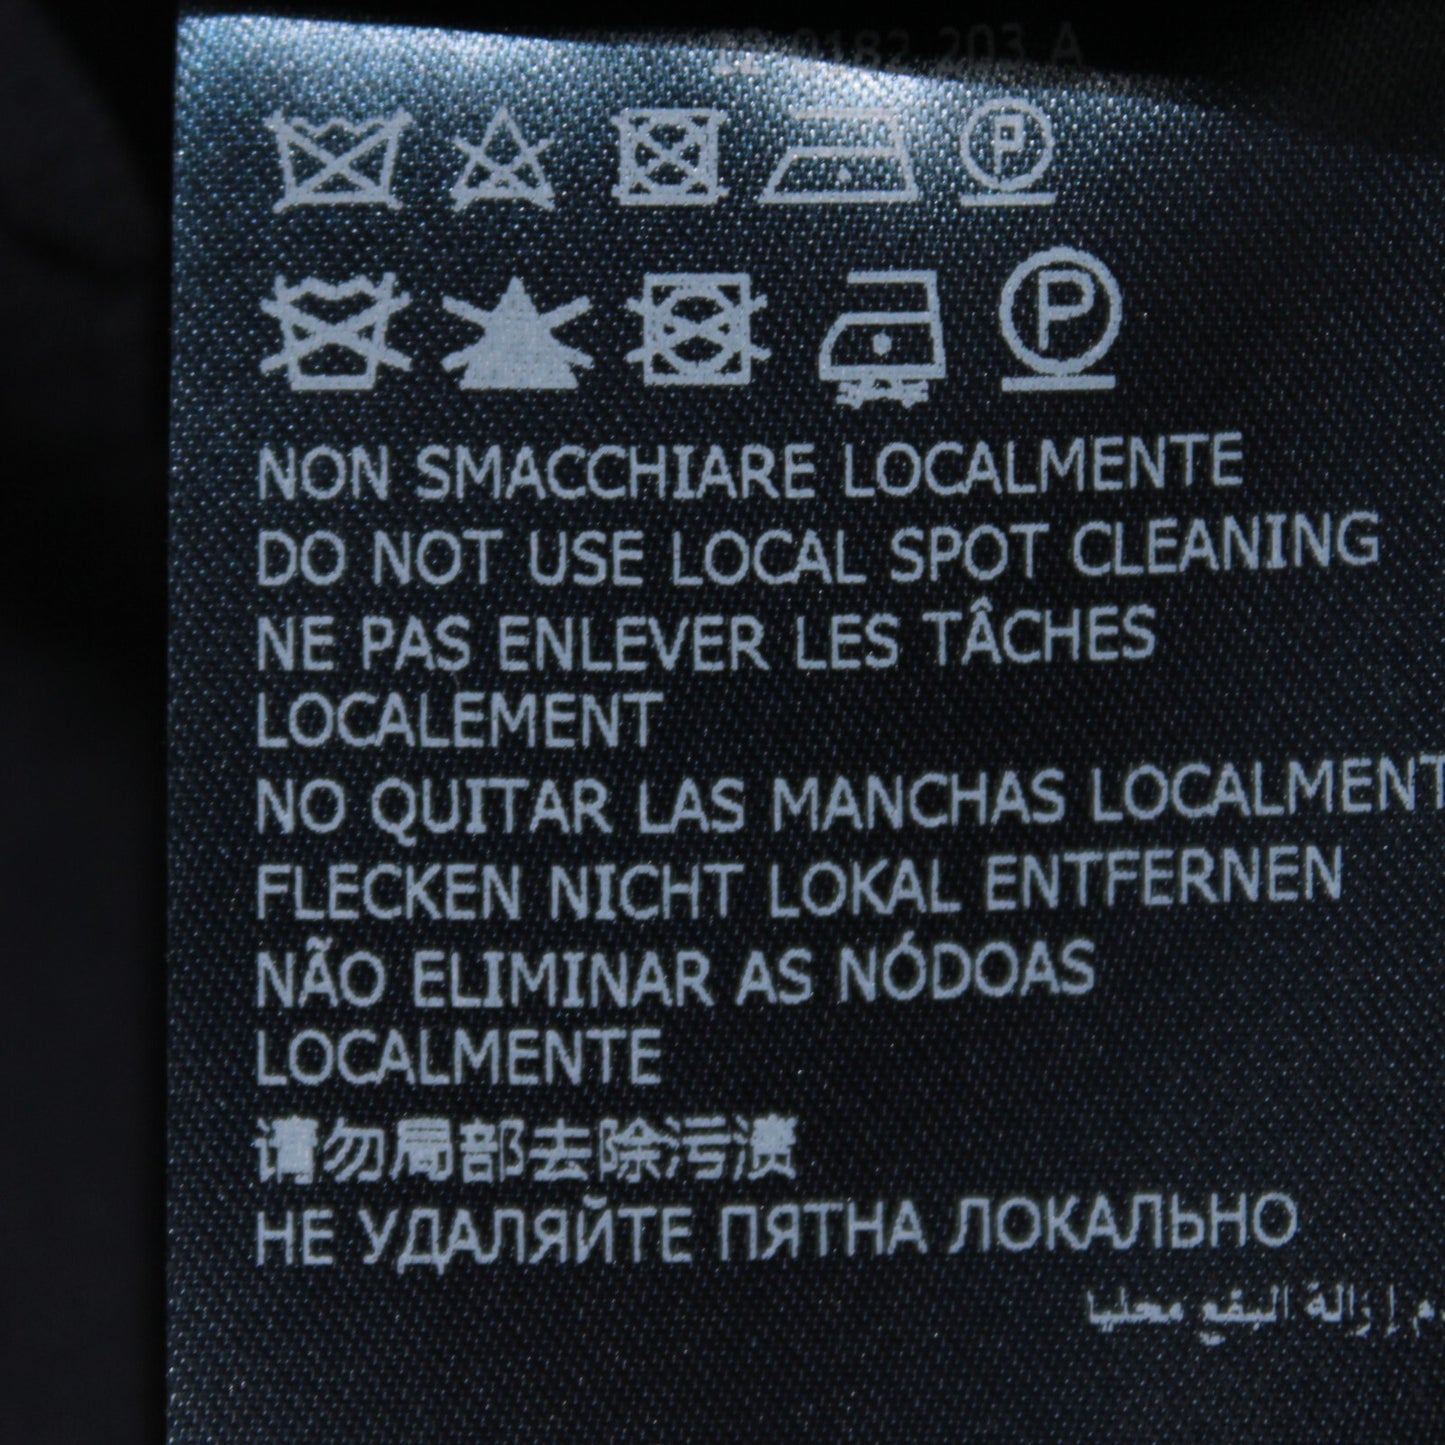 0182 203 A
P
P
NON SMACCHIARE LOCALMENTE
DO NOT USE LOCAL SPOT CLEANING
NE PAS ENLEVER LES TÂCHES
LOCALEMENT
NO QUITAR LAS MANCHAS LOCALMENT
FLECKEN NICHT LOKAL ENTFERNEN
NÃO ELIMINAR AS NÓDOAS
LOCALMENTE
请勿局部去除污渍
НЕ УДАЛЯЙТЕ ПЯТНА ЛОКАЛЬНО
إزالة البقع محليا